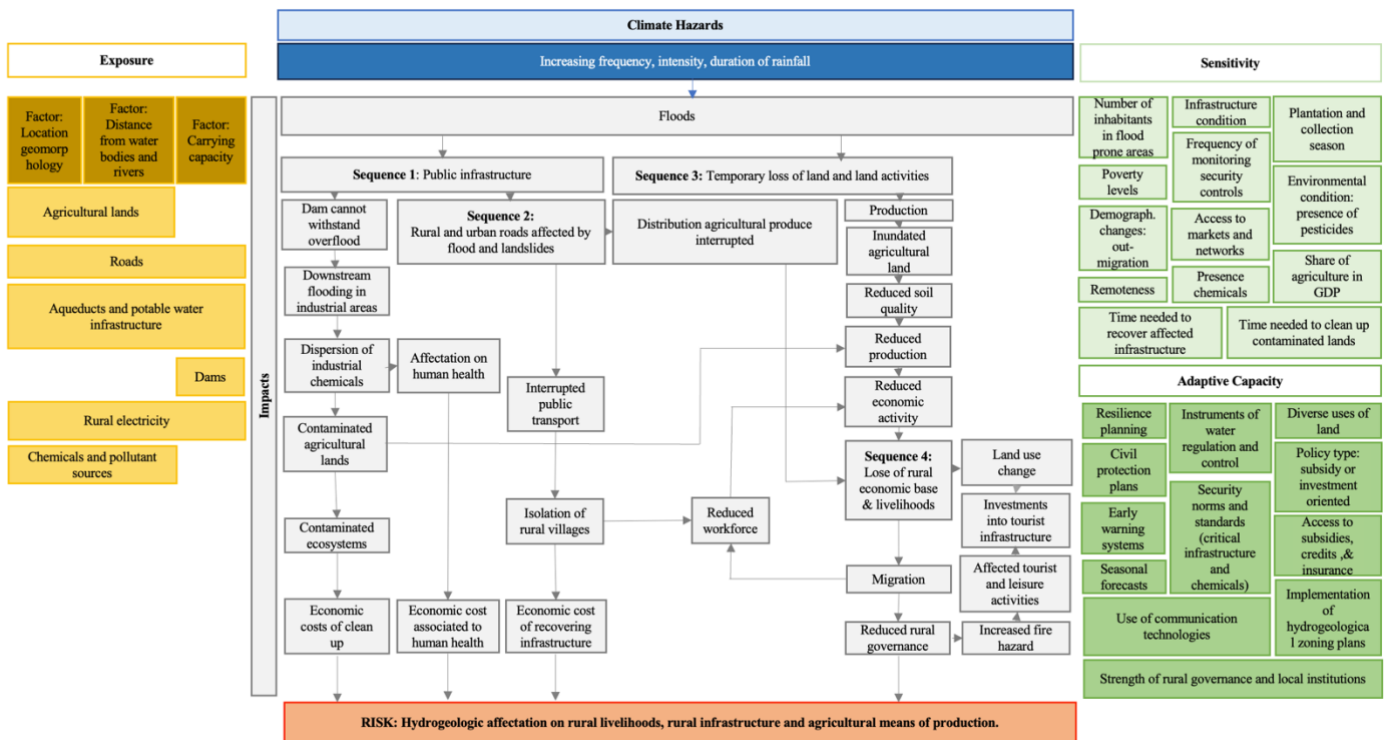 Climate Hazards
Increasing frequency, intensity, duration of rainfall
Exposure
Factor:
Location
geomorp
hology
Factor:
Distance
from water
bodies and
rivers
Factor:
Carrying
capacity
Agricultural lands
Roads
Aqueducts and potable water
infrastructure
Dams
Rural electricity
Chemicals and pollutant
sources
Impacts
Floods
Sequence 1: Public infrastructure
Sequence 3: Temporary loss of land and land activities
Dam cannot
withstand
overflood
Sequence 2:
Rural and urban roads affected by
flood and landslides
Distribution agricultural produce
interrupted
Production
Inundated
agricultural
land
Downstream
flooding in
industrial areas
Reduced soil
quality
Dispersion of
industrial
chemicals
Affectation on
human health
Reduced
production
Interrupted
public
transport
Reduced
economic
activity
Contaminated
agricultural
lands
Sequence 4:
Lose of rural
economic base
& livelihoods
Land use
change
Isolation of
rural villages
Reduced
workforce
Investments
into tourist
infrastructure
Contaminated
ecosystems
Migration
Affected tourist
and leisure
activities
Economic
costs of clean
up
Economic cost
associated to
human health
Economic cost
of recovering
infrastructure
Reduced rural
governance
Increased fire
hazard
RISK: Hydrogeologic affectation on rural livelihoods, rural infrastructure and agricultural means of production.
Sensitivity
Number of
inhabitants
in flood
prone areas
Infrastructure
condition
Plantation and
collection
season
Frequency of
monitoring
security
controls
Poverty
levels
Environmental
condition:
presence of
pesticides
Demograph.
changes:
out-
migration
Access to
markets and
networks
Share of
agriculture in
GDP
Remoteness
Presence
chemicals
Time needed to
recover affected
infrastructure
Time needed to clean up
contaminated lands
Adaptive Capacity
Resilience
planning
Instruments of
water
regulation and
control
Diverse uses of
land
Civil
protection
plans
Policy type:
subsidy or
investment
oriented
Early
warning
systems
Security
norms and
standards
(critical
infrastructure
and
chemicals)
Access to
subsidies,
credits ,&
insurance
Seasonal
forecasts
Use of communication
technologies
Implementation
of
hydrogeologica
l zoning plans
Strength of rural governance and local institutions